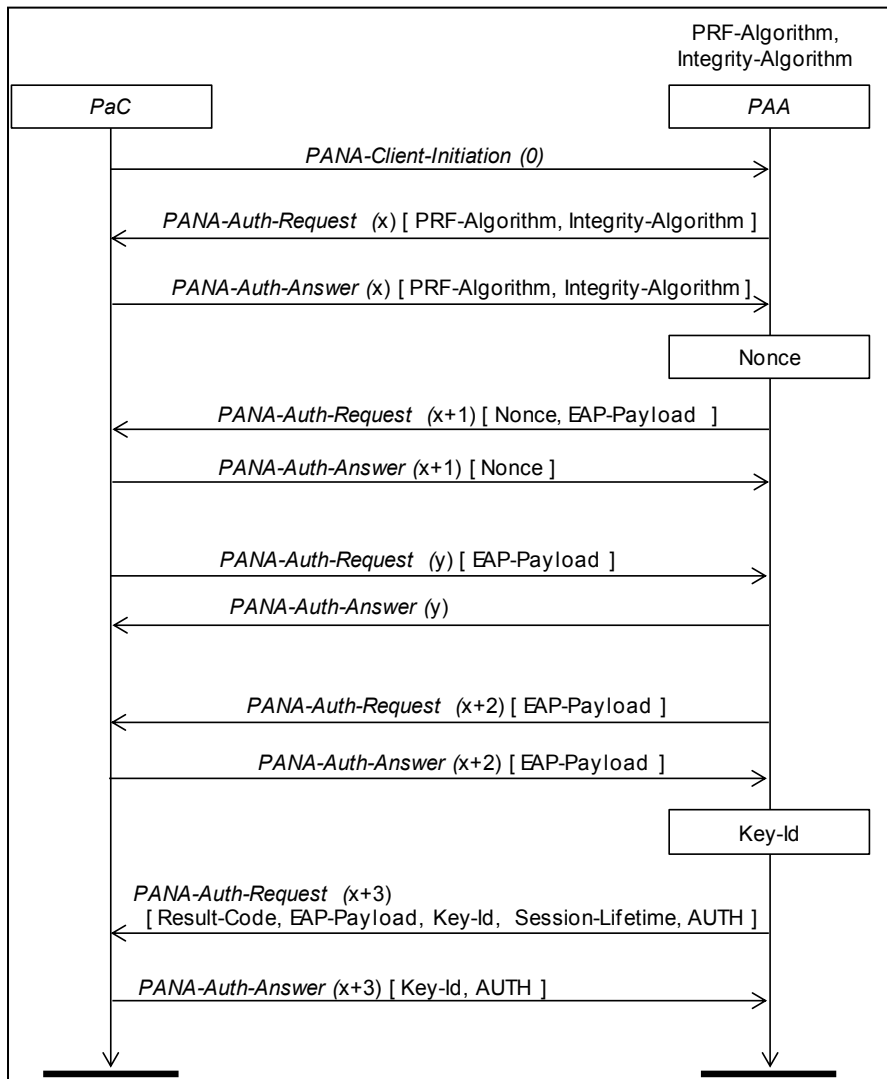 PRF-Algorithm,
Integrity-Algorithm
PaC
PAA
PANA-Client-Initiation (0)
PANA-Auth-Request (x) [ PRF-Algorithm, Integrity-Algorithm ]
PANA-Auth-Answer (x) [ PRF-Algorithm, Integrity-Algorithm ]
Nonce
PANA-Auth-Request (x+1) [ Nonce, EAP-Payload ]
PANA-Auth-Answer (x+1) [ Nonce ]
PANA-Auth-Request (y) [ EAP-Payload ]
PANA-Auth-Answer (y)
PANA-Auth-Request (x+2) [ EAP-Payload ]
PANA-Auth-Answer (x+2) [ EAP-Payload ]
Key-Id
PANA-Auth-Request (x+3)
[ Result-Code, EAP-Payload, Key-Id, Session-Lifetime, AUTH ]
PANA-Auth-Answer (x+3) [ Key-Id, AUTH ]